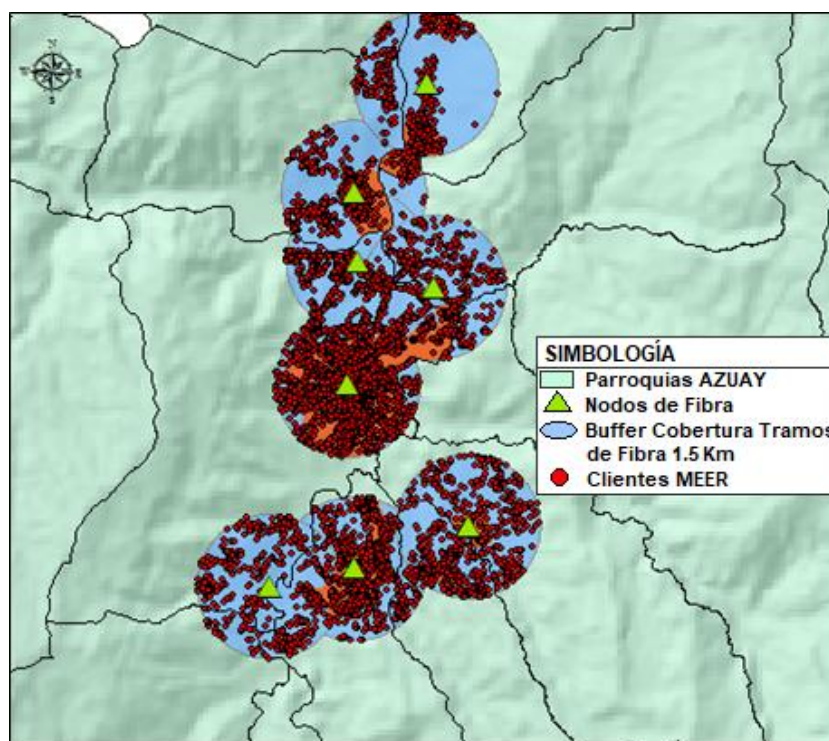 N
S
SIMBOLOGÍA
Parroquias AZUAY
Nodos de Fibra
Buffer Cobertura Tramos
de Fibra 1.5 Km
Clientes MEER